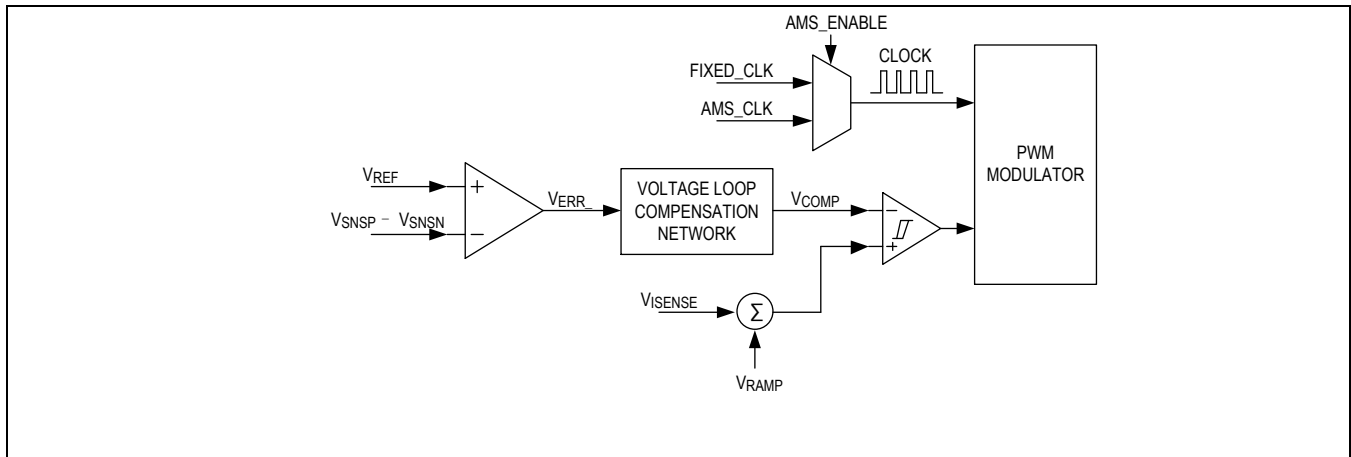 AMS_ENABLE
CLOCK
FIXED_CLK
AMS_CLK
PWM
MODULATOR
VREF
+
VSNSP – VSNSN
−
VERR_
VOLTAGE LOOP
COMPENSATION
NETWORK
VCOMP
−
+
VISENSE
Σ
VRAMP